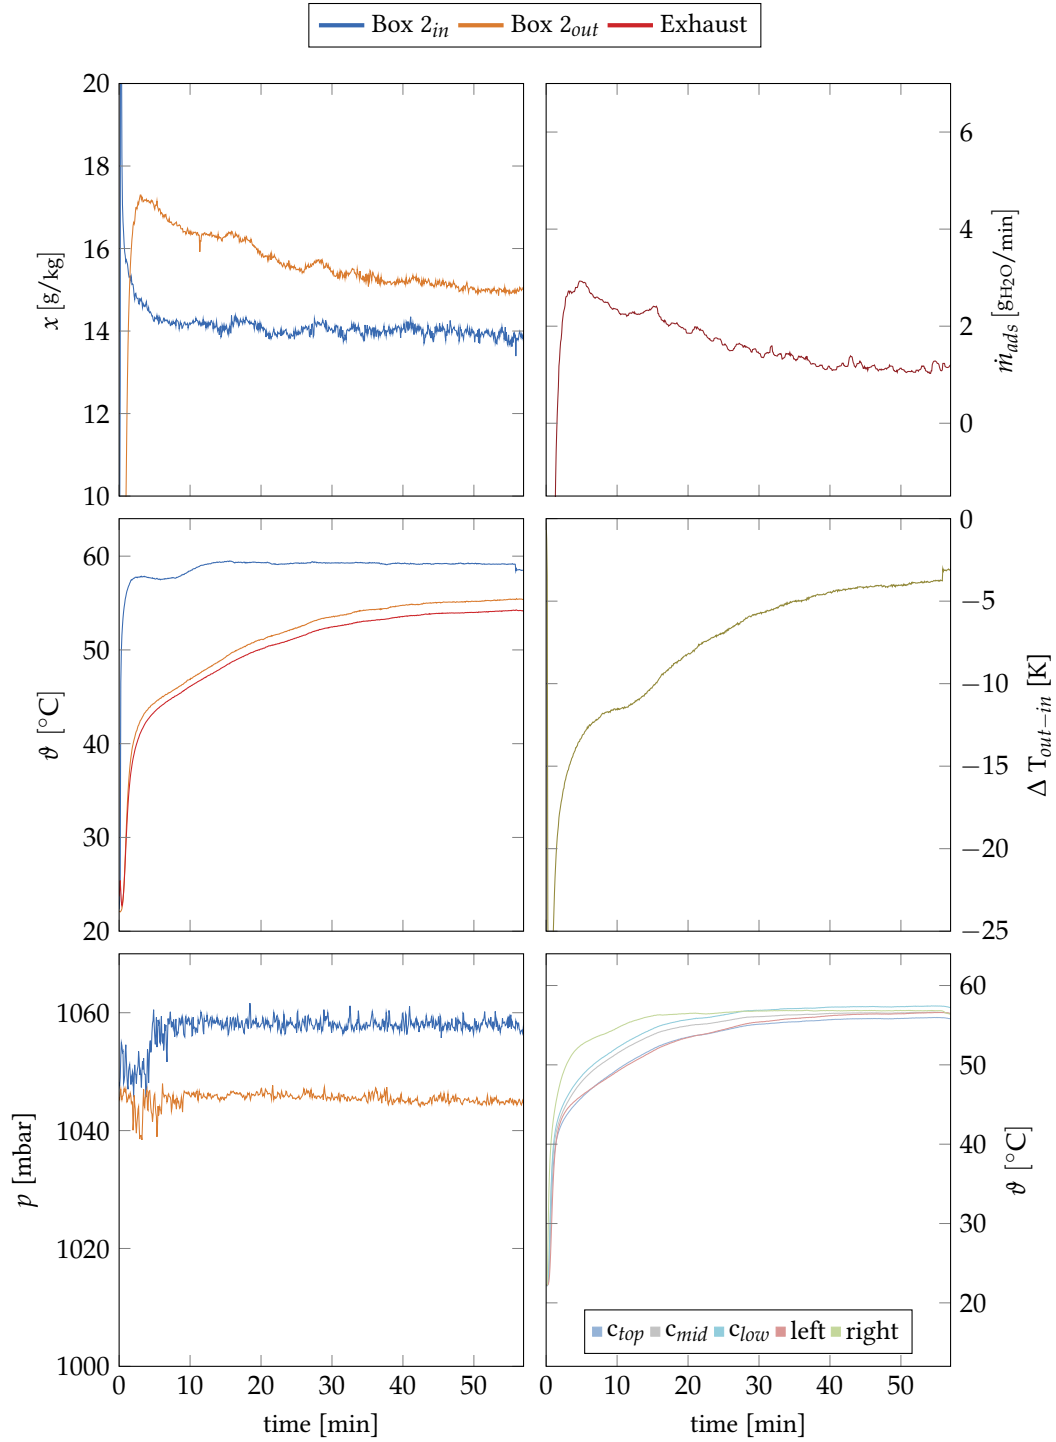 Box 2in Box 2out Exhaust
20
18
16
14
12
10
x [g/kg]
6
4
2
0
ṁads [gH2O/min]
60
50
40
30
20
ϑ [°C]
0
−5
−10
−15
−20
−25
Δ Tout−in [K]
1060
1040
1020
1000
p [mbar]
0 10 20 30 40 50
time [min]
60
50
40
30
20
ϑ [°C]
ctop cmid clow left right
0 10 20 30 40 50
time [min]